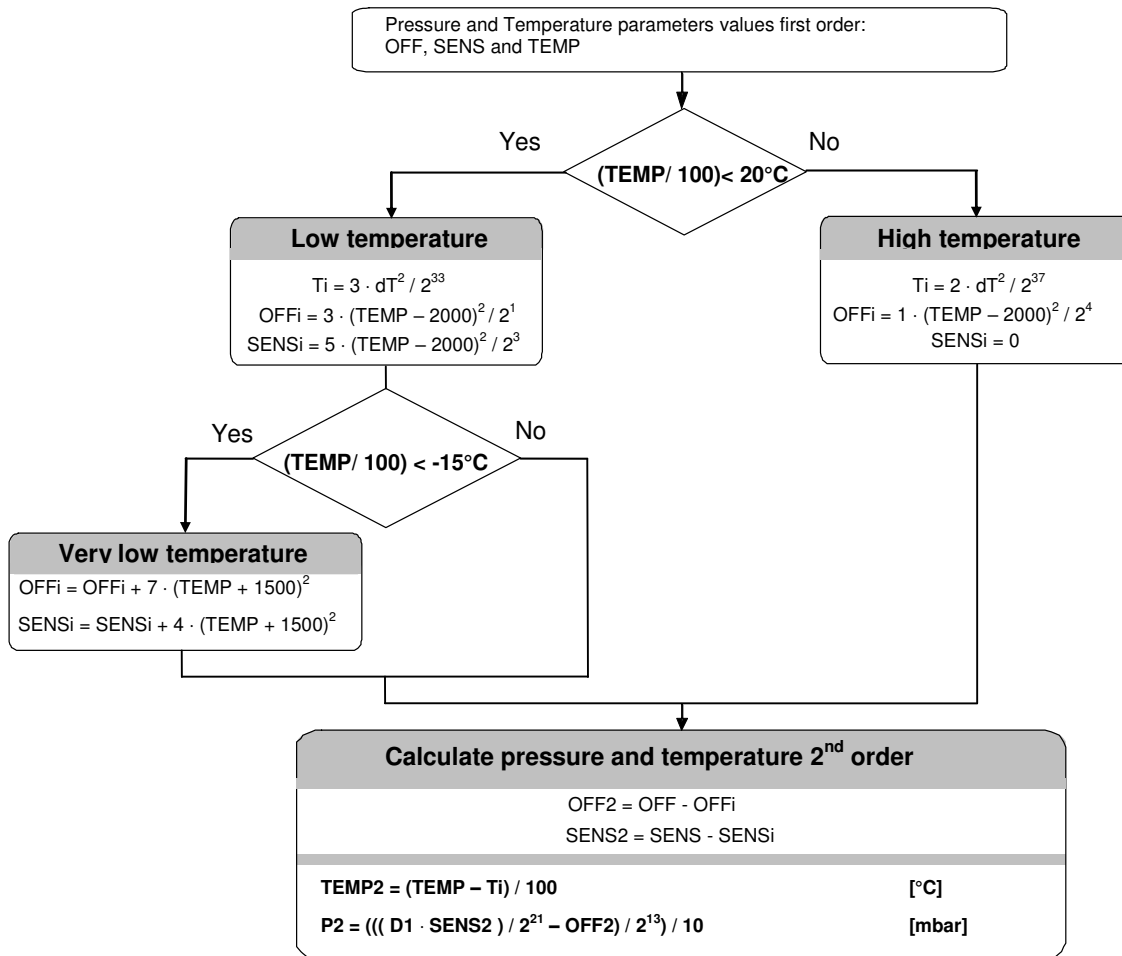 Pressure and Temperature parameters values first order:
OFF, SENS and TEMP
Yes
No
(TEMP/ 100)< 20°C
Low temperature
Ti = 3 · dT² / 2³³
OFFi = 3 · (TEMP – 2000)² / 2¹
SENSi = 5 · (TEMP – 2000)² / 2³
High temperature
Ti = 2 · dT² / 2³⁷
OFFi = 1 · (TEMP – 2000)² / 2⁴
SENSi = 0
Yes
No
(TEMP/ 100) < -15°C
Very low temperature
OFFi = OFFi + 7 · (TEMP + 1500)²
SENSi = SENSi + 4 · (TEMP + 1500)²
Calculate pressure and temperature 2ⁿᵈ order
OFF2 = OFF - OFFi
SENS2 = SENS - SENSi
TEMP2 = (TEMP – Ti) / 100 [°C]
P2 = ((( D1 · SENS2 ) / 2²¹ – OFF2) / 2¹³) / 10 [mbar]